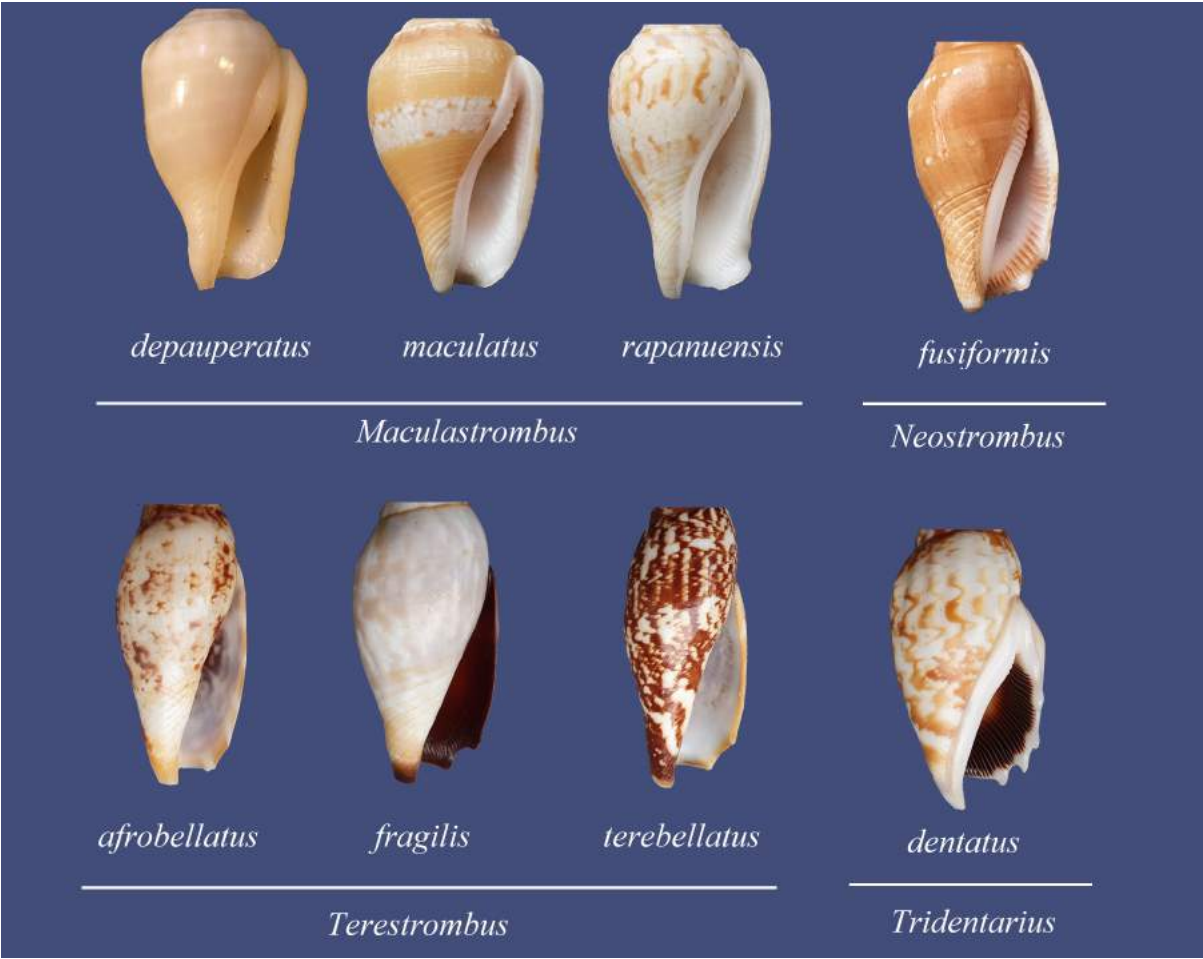 depauperatus maculatus rapanuensis fusiformis
Maculastrombus Neostrombus
afrobellatus fragilis terebellatus dentatus
Terestrombus Tridentarius